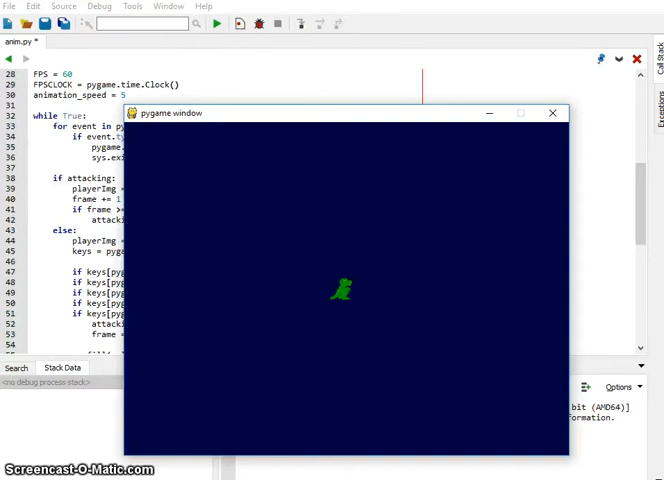 File Edit Source Debug Tools Window Help
anim.py *
Call Stack
Exceptions
28 FPS = 60
29 FPSCLOCK = pygame.time.Clock()
30 animation_speed = 5
31
32 while True:
33 for event in py
34 if event.ty
35 pygame.
36 sys.exi
37
38 if attacking:
39 playerImg =
40 frame += 1
41 if frame >=
42 attacki
43 else:
44 playerImg =
45 keys = pyga
46
47 if keys[pyg
48 if keys[pyg
49 if keys[pyg
50 if keys[pyg
51 if keys[pyg
52 attacki
53 frame =
54
pygame window
Search Stack Data
<no debug process stack>
Options
bit (AMD64)]
formation.
Screencast-O-Matic.com